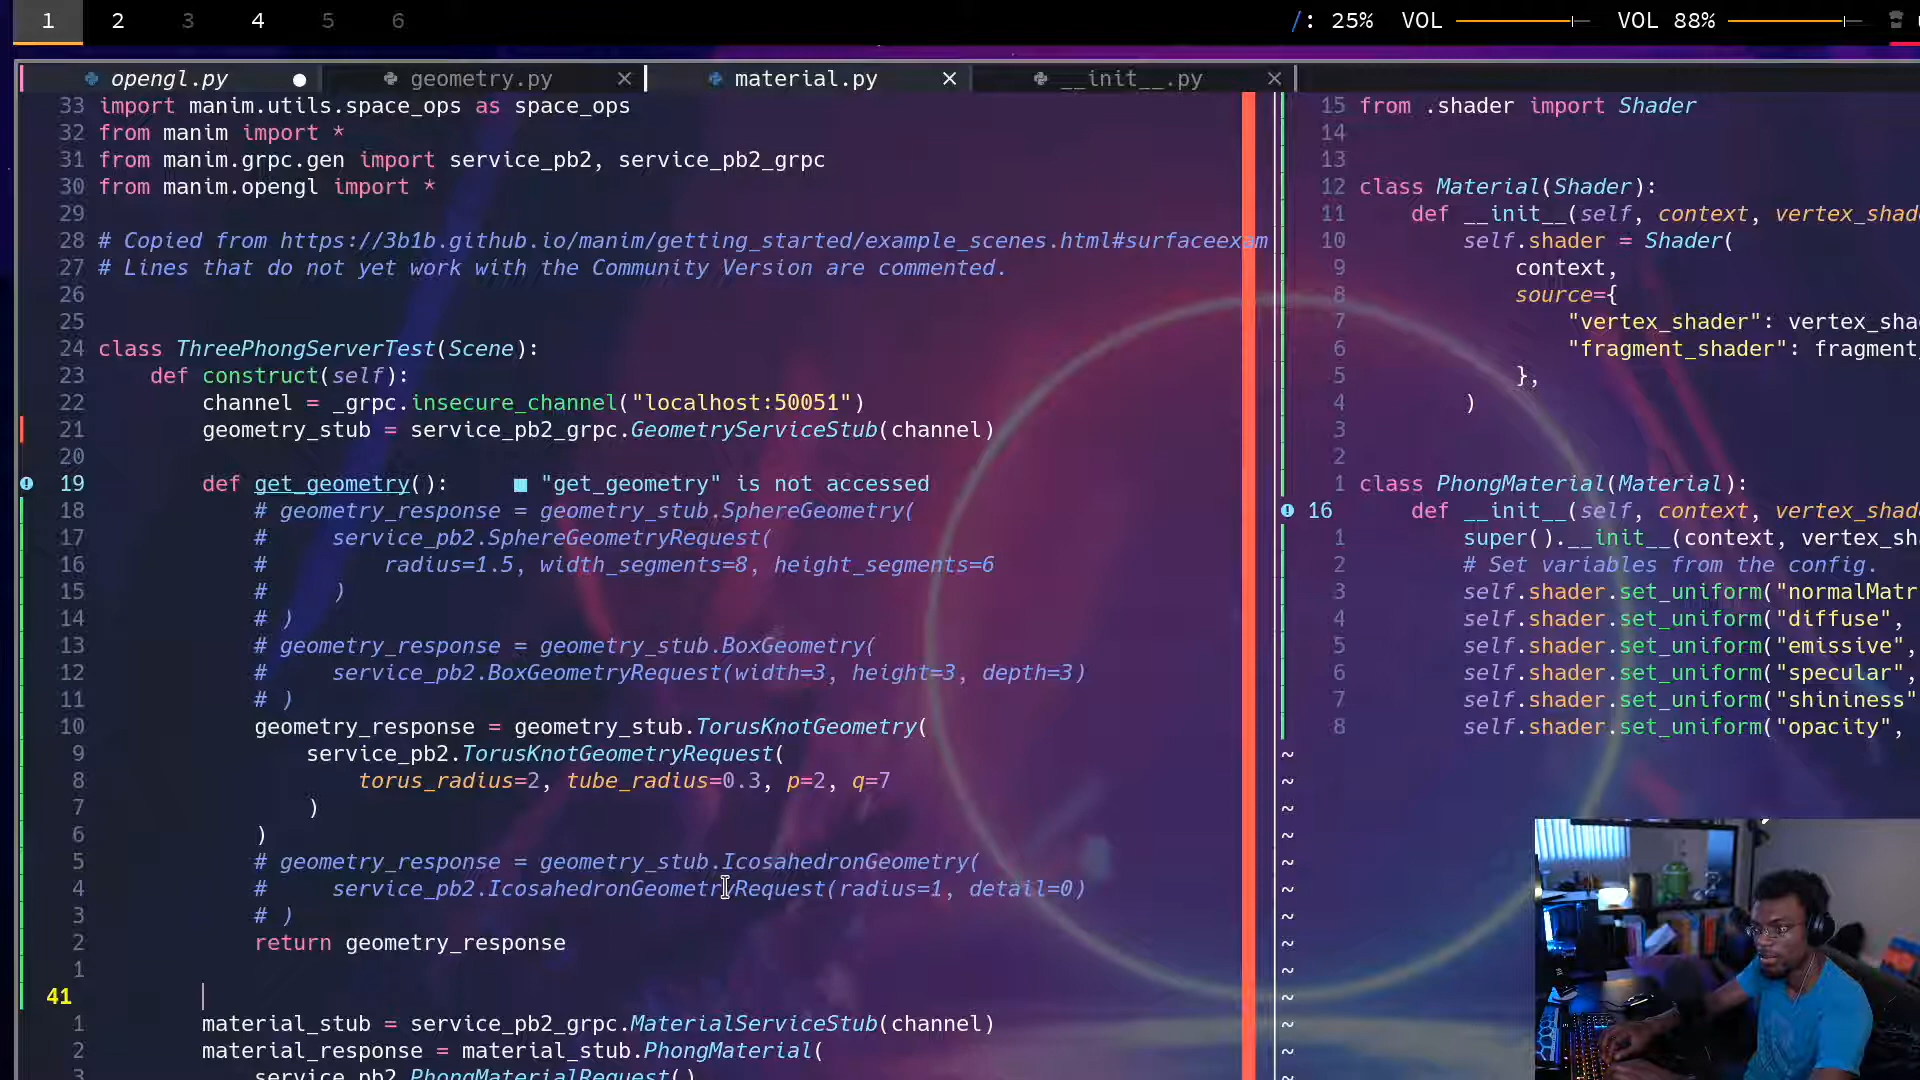 1 2 3 4 5 6 /: 25% VOL VOL 88%
opengl.py geometry.py material.py __init__.py
33 import manim.utils.space_ops as space_ops
32 from manim import *
31 from manim.grpc.gen import service_pb2, service_pb2_grpc
30 from manim.opengl import *
29
28 # Copied from https://3b1b.github.io/manim/getting_started/example_scenes.html#surfaceexam
27 # Lines that do not yet work with the Community Version are commented.
26
25
24 class ThreePhongServerTest(Scene):
23 def construct(self):
22 channel = _grpc.insecure_channel("localhost:50051")
21 geometry_stub = service_pb2_grpc.GeometryServiceStub(channel)
20
19 def get_geometry(): "get_geometry" is not accessed
18 # geometry_response = geometry_stub.SphereGeometry(
17 # service_pb2.SphereGeometryRequest(
16 # radius=1.5, width_segments=8, height_segments=6
15 # )
14 # )
13 # geometry_response = geometry_stub.BoxGeometry(
12 # service_pb2.BoxGeometryRequest(width=3, height=3, depth=3)
11 # )
10 geometry_response = geometry_stub.TorusKnotGeometry(
9 service_pb2.TorusKnotGeometryRequest(
8 torus_radius=2, tube_radius=0.3, p=2, q=7
7 )
6 )
5 # geometry_response = geometry_stub.IcosahedronGeometry(
4 # service_pb2.IcosahedronGeometryRequest(radius=1, detail=0)
3 # )
2 return geometry_response
1
41
1 material_stub = service_pb2_grpc.MaterialServiceStub(channel)
2 material_response = material_stub.PhongMaterial(
3 service_pb2.PhongMaterialRequest()
15 from .shader import Shader
14
13
12 class Material(Shader):
11 def __init__(self, context, vertex_shad
10 self.shader = Shader(
9 context,
8 source={
7 "vertex_shader": vertex_sha
6 "fragment_shader": fragment_
5 },
4 )
3
2
1 class PhongMaterial(Material):
16 def __init__(self, context, vertex_shad
1 super().__init__(context, vertex_sh
2 # Set variables from the config.
3 self.shader.set_uniform("normalMatr
4 self.shader.set_uniform("diffuse",
5 self.shader.set_uniform("emissive",
6 self.shader.set_uniform("specular",
7 self.shader.set_uniform("shininess"
8 self.shader.set_uniform("opacity",
~
~
~
~
~
~
~
~
~
~
~
~
~